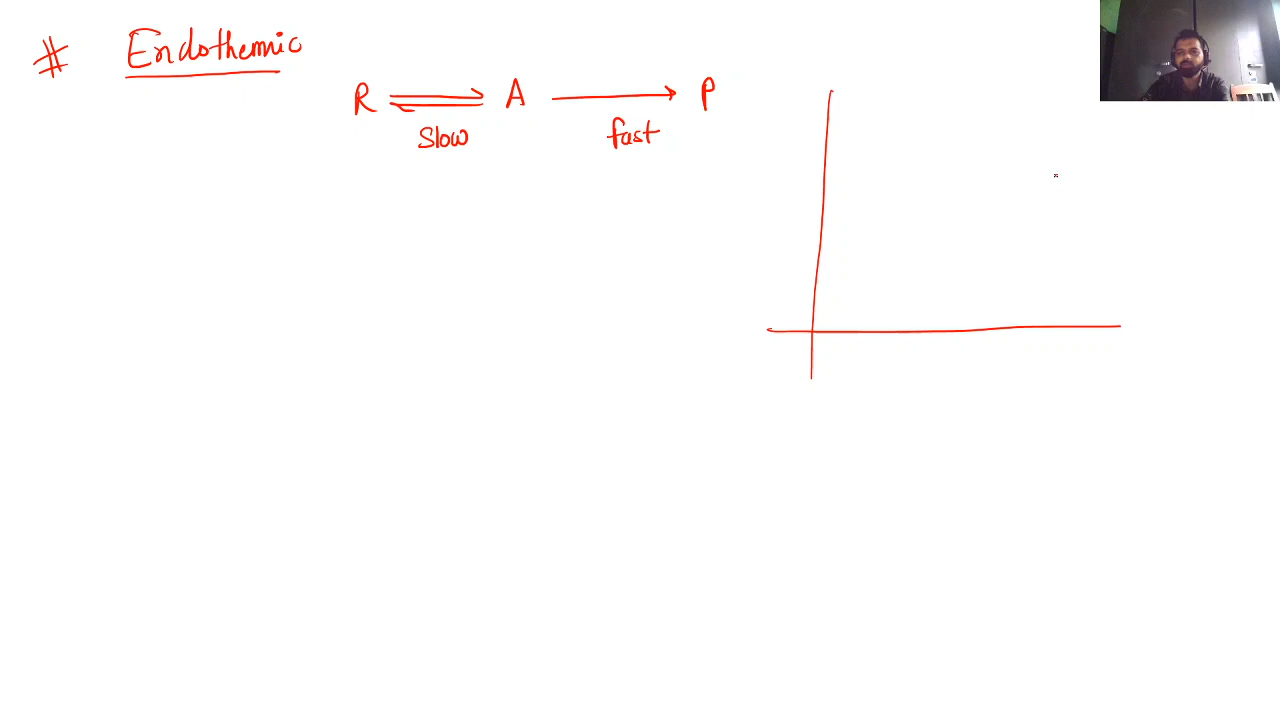 # Endothemic
R ⇌ A → P
Slow fast